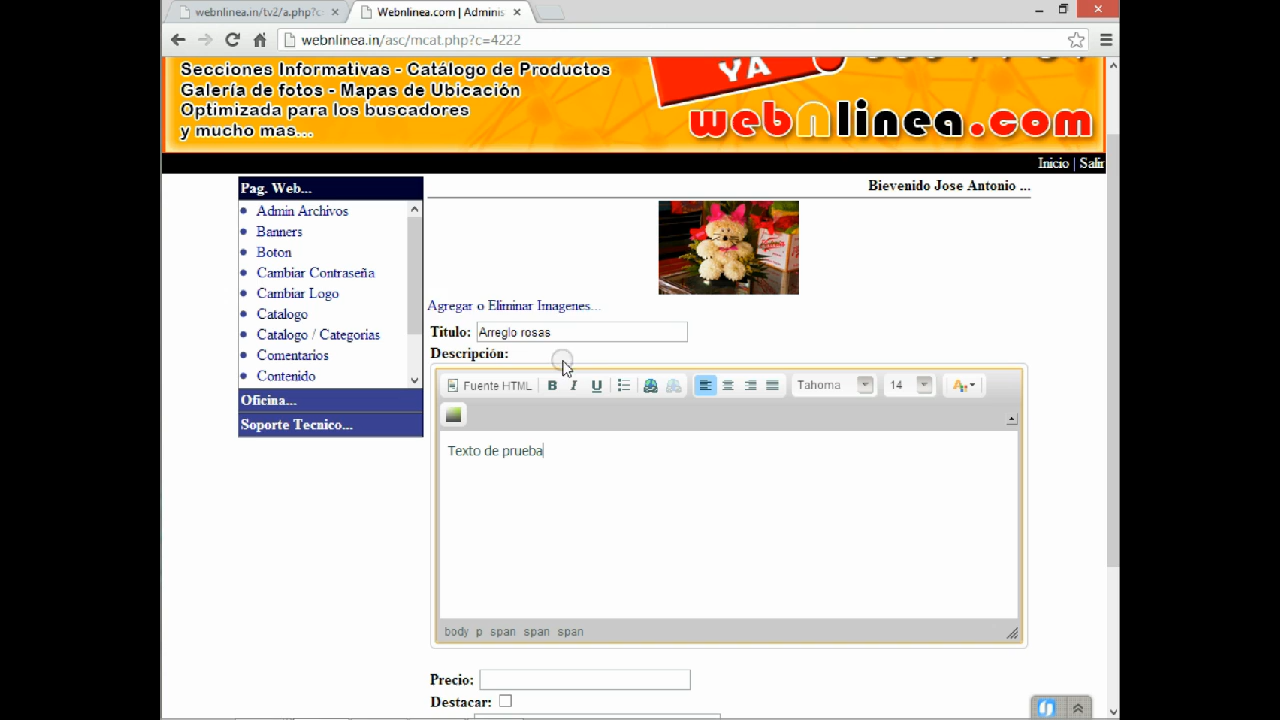 webnlinea.in/tv2/a.php?c
Webnlinea.com | Adminis
webnlinea.in/asc/mcat.php?c=4222
Secciones Informativas - Catálogo de Productos
Galería de fotos - Mapas de Ubicación
Optimizada para los buscadores
y mucho mas...
YA
webnlinea.com
Inicio | Salir
Pag. Web...
Bievenido Jose Antonio ...
Admin Archivos
Banners
Boton
Cambiar Contraseña
Cambiar Logo
Catalogo
Catalogo / Categorias
Comentarios
Contenido
Oficina...
Soporte Tecnico...
Agregar o Eliminar Imagenes...
Titulo: Arreglo rosas
Descripción:
Fuente HTML B I U Tahoma 14 A
Texto de prueba
body p span span span
Precio:
Destacar: